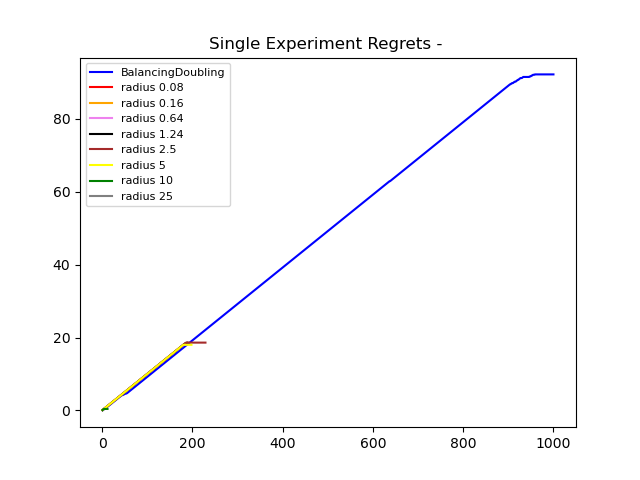 Single Experiment Regrets -
BalancingDoubling
radius 0.08
radius 0.16
radius 0.64
radius 1.24
radius 2.5
radius 5
radius 10
radius 25
80
60
40
20
0
0 200 400 600 800 1000